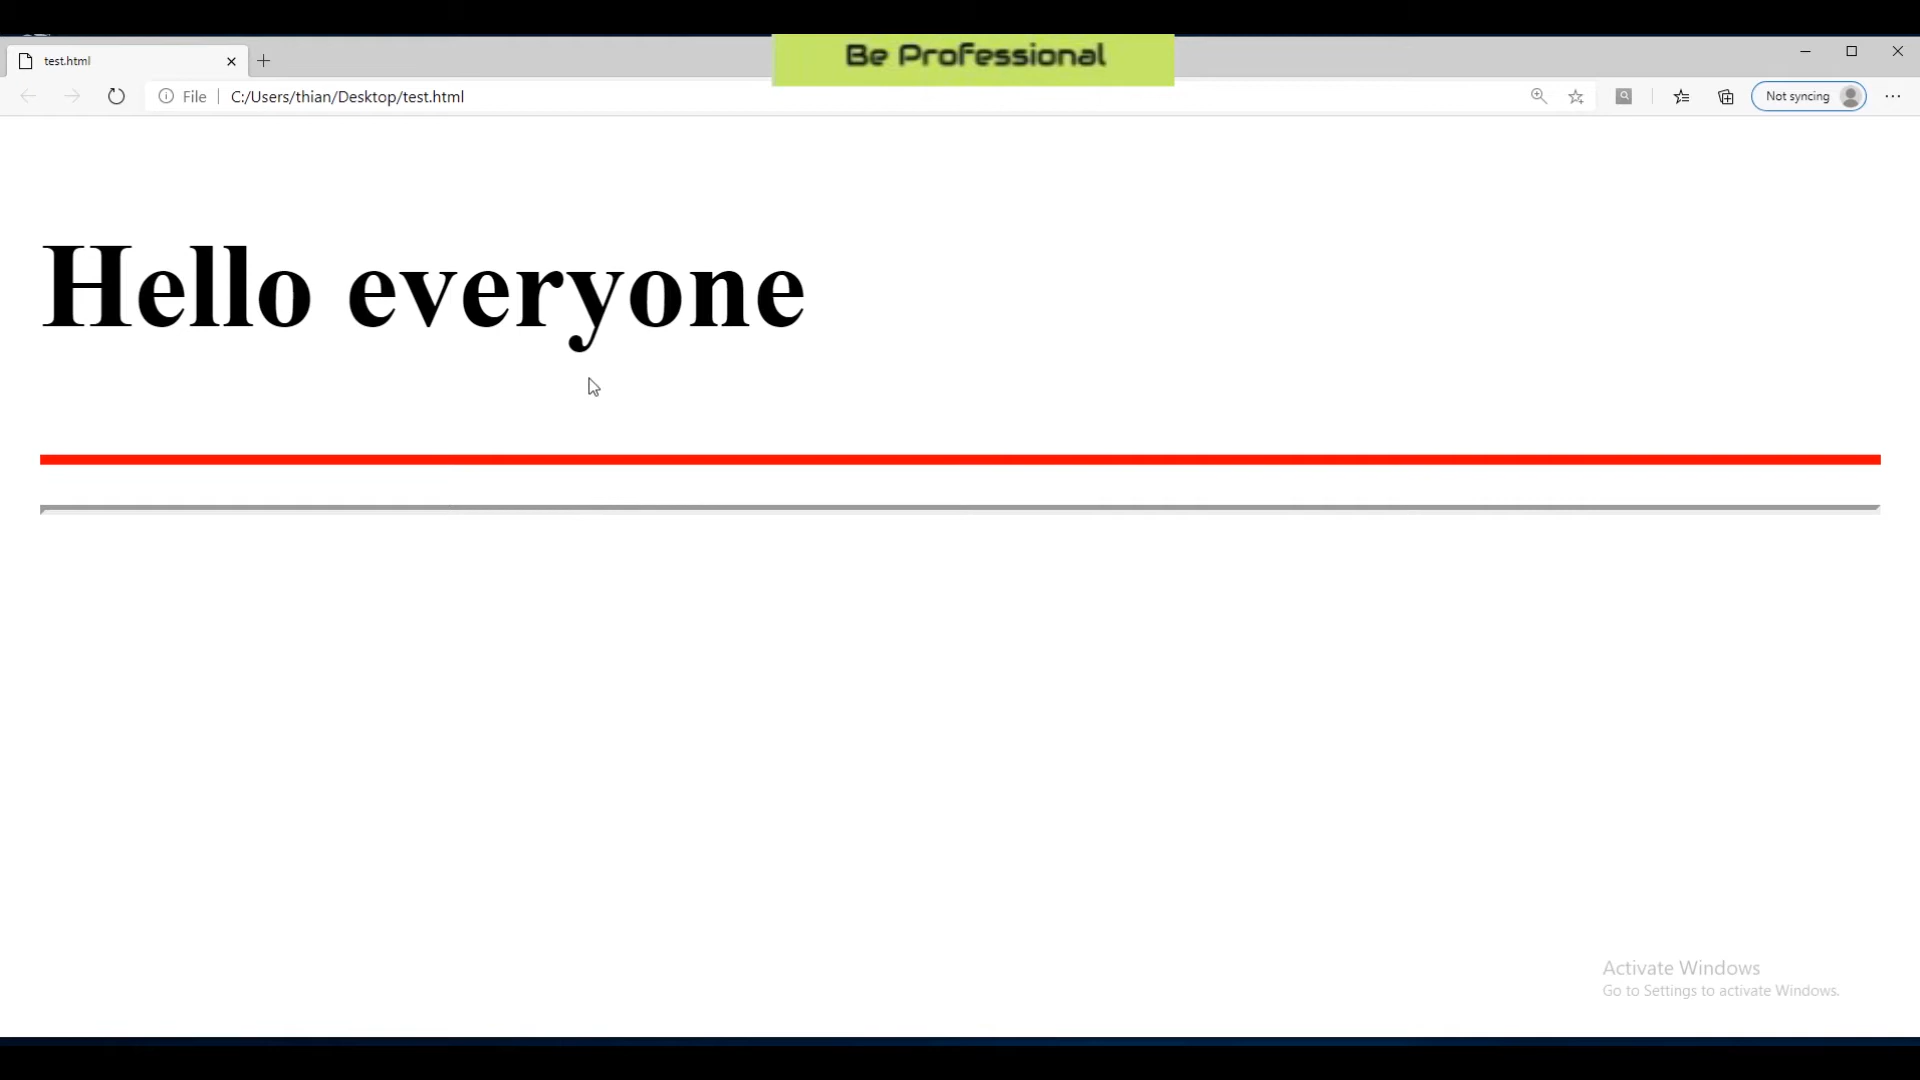 Be Professional
test.html
File
C:/Users/thian/Desktop/test.html
Not syncing
Hello everyone
Activate Windows
Go to Settings to activate Windows.